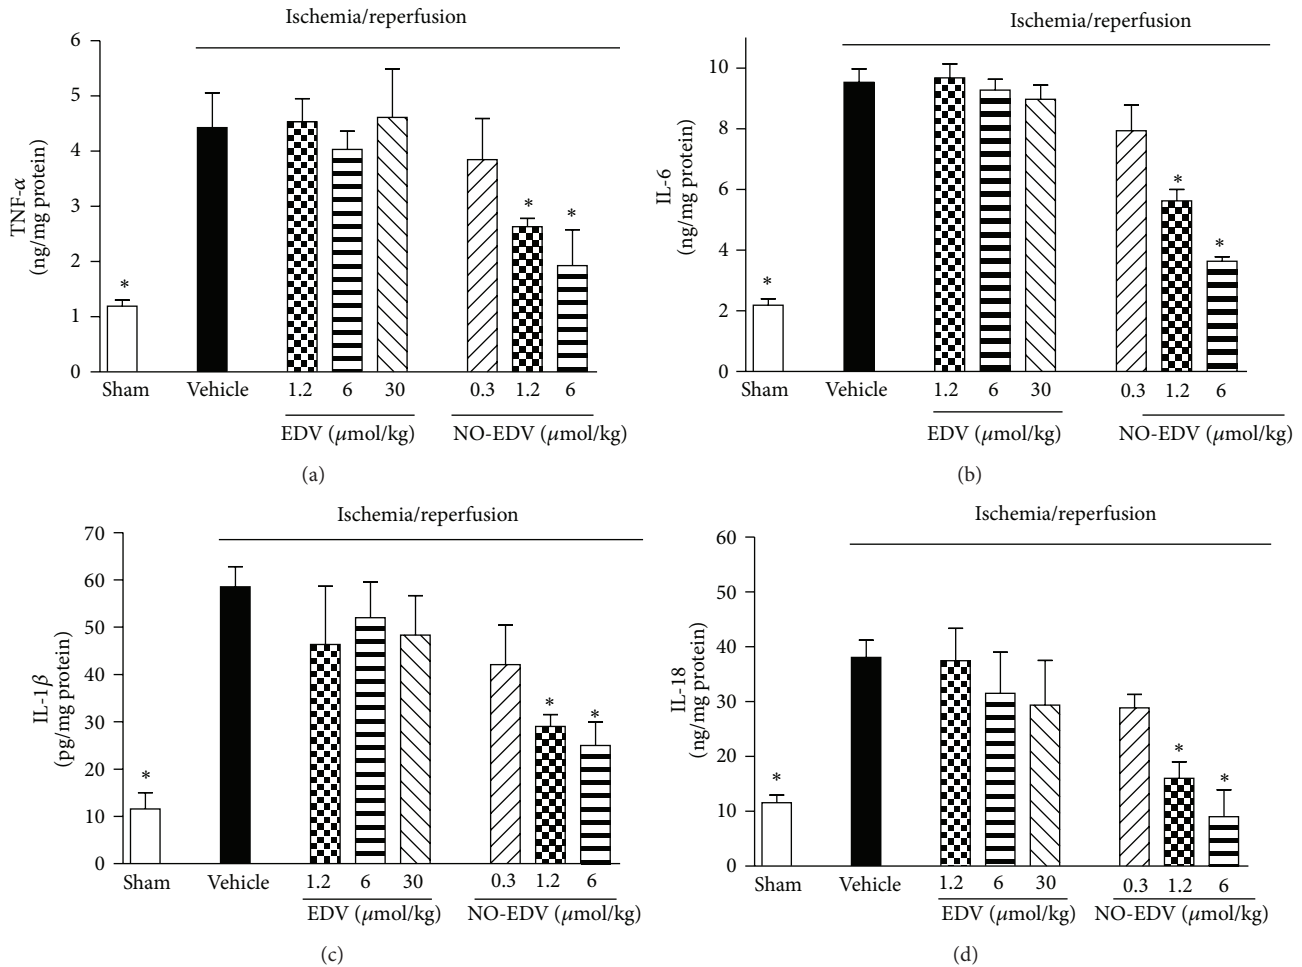 Ischemia/reperfusion
TNF-α
(ng/mg protein)
6
5
4
3
2
1
0
*
*
*
Sham
Vehicle
1.2
6
30
0.3
1.2
6
EDV (μmol/kg)
NO-EDV (μmol/kg)
(a)
Ischemia/reperfusion
IL-6
(ng/mg protein)
10
8
6
4
2
0
*
*
*
Sham
Vehicle
1.2
6
30
0.3
1.2
6
EDV (μmol/kg)
NO-EDV (μmol/kg)
(b)
Ischemia/reperfusion
IL-1β
(pg/mg protein)
70
60
50
40
30
20
10
0
*
*
*
Sham
Vehicle
1.2
6
30
0.3
1.2
6
EDV (μmol/kg)
NO-EDV (μmol/kg)
(c)
Ischemia/reperfusion
IL-18
(ng/mg protein)
60
50
40
30
20
10
0
*
*
*
Sham
Vehicle
1.2
6
30
0.3
1.2
6
EDV (μmol/kg)
NO-EDV (μmol/kg)
(d)